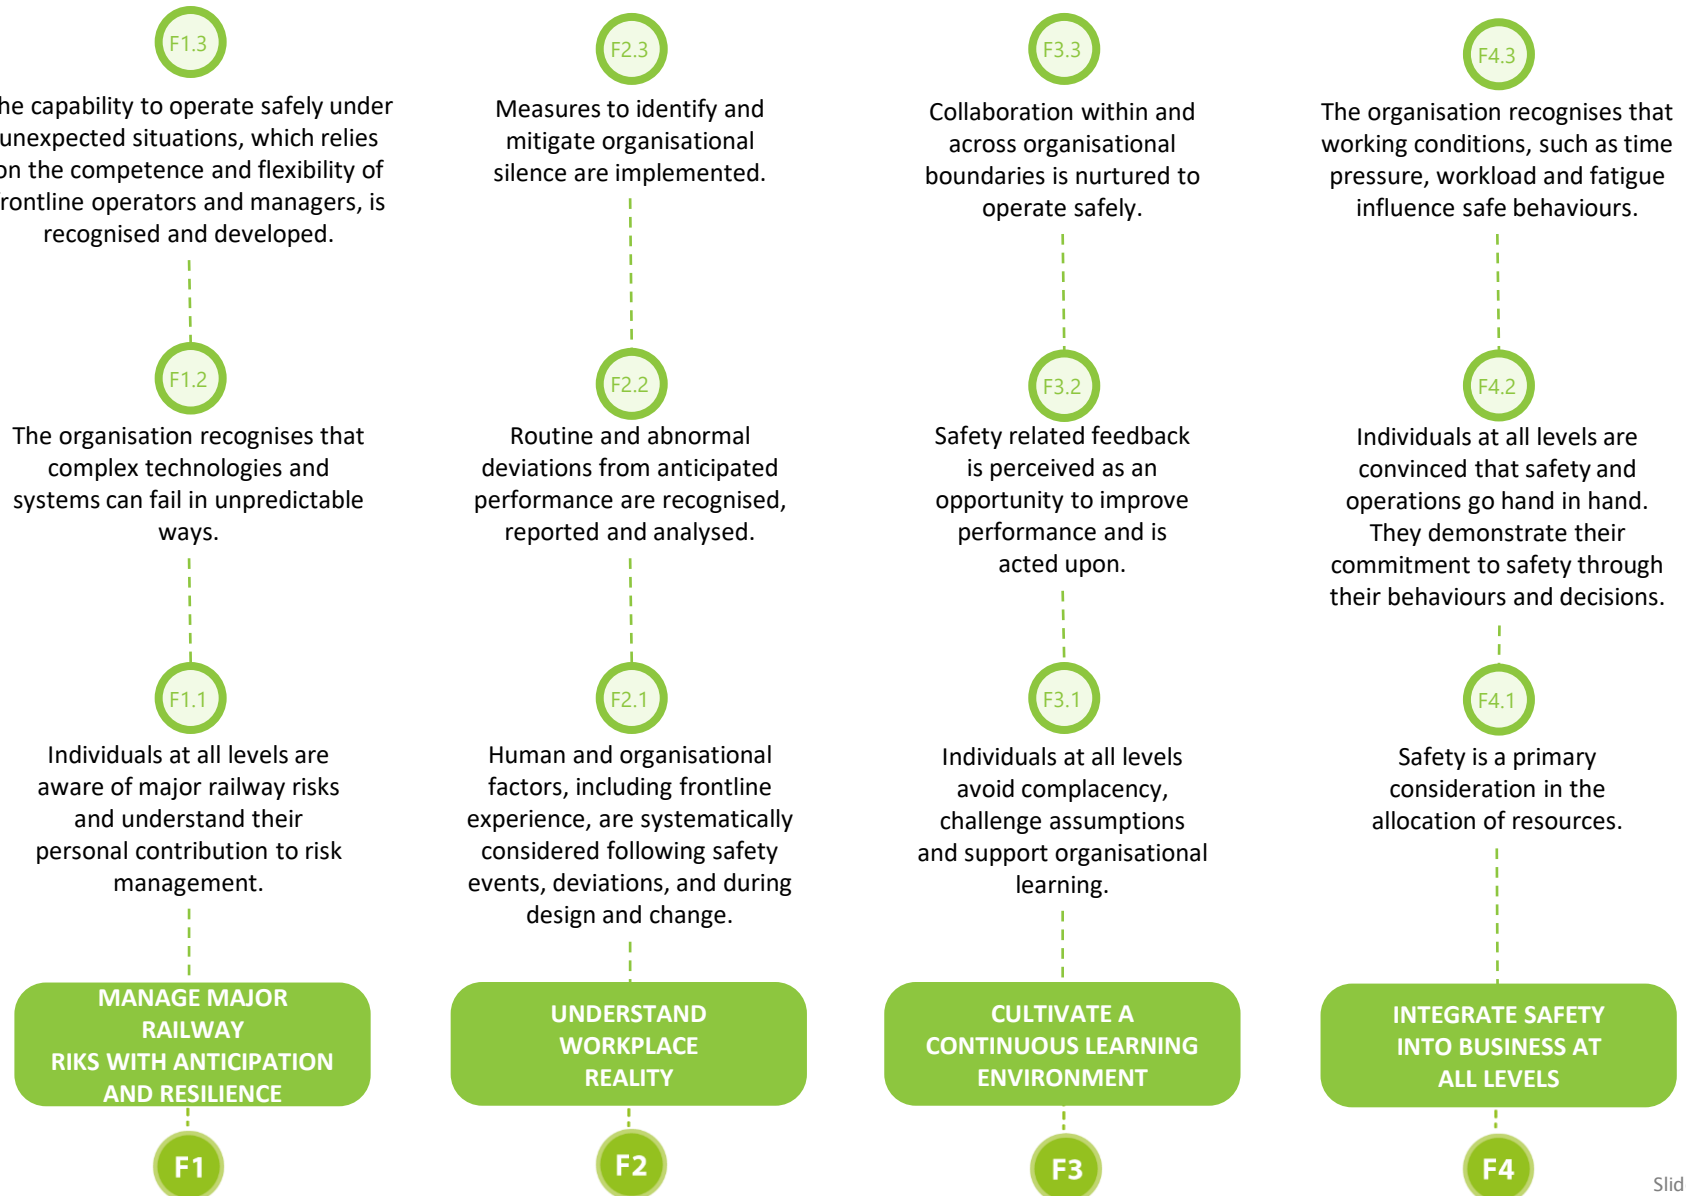 F1.3
he capability to operate safely under
unexpected situations, which relies
on the competence and flexibility of
frontline operators and managers, is
recognised and developed.
F1.2
The organisation recognises that
complex technologies and
systems can fail in unpredictable
ways.
F1.1
Individuals at all levels are
aware of major railway risks
and understand their
personal contribution to risk
management.
MANAGE MAJOR
RAILWAY
RIKS WITH ANTICIPATION
AND RESILIENCE
F1
F2.3
Measures to identify and
mitigate organisational
silence are implemented.
F2.2
Routine and abnormal
deviations from anticipated
performance are recognised,
reported and analysed.
F2.1
Human and organisational
factors, including frontline
experience, are systematically
considered following safety
events, deviations, and during
design and change.
UNDERSTAND
WORKPLACE
REALITY
F2
F3.3
Collaboration within and
across organisational
boundaries is nurtured to
operate safely.
F3.2
Safety related feedback
is perceived as an
opportunity to improve
performance and is
acted upon.
F3.1
Individuals at all levels
avoid complacency,
challenge assumptions
and support organisational
learning.
CULTIVATE A
CONTINUOUS LEARNING
ENVIRONMENT
F3
F4.3
The organisation recognises that
working conditions, such as time
pressure, workload and fatigue
influence safe behaviours.
F4.2
Individuals at all levels are
convinced that safety and
operations go hand in hand.
They demonstrate their
commitment to safety through
their behaviours and decisions.
F4.1
Safety is a primary
consideration in the
allocation of resources.
INTEGRATE SAFETY
INTO BUSINESS AT
ALL LEVELS
F4
Slid